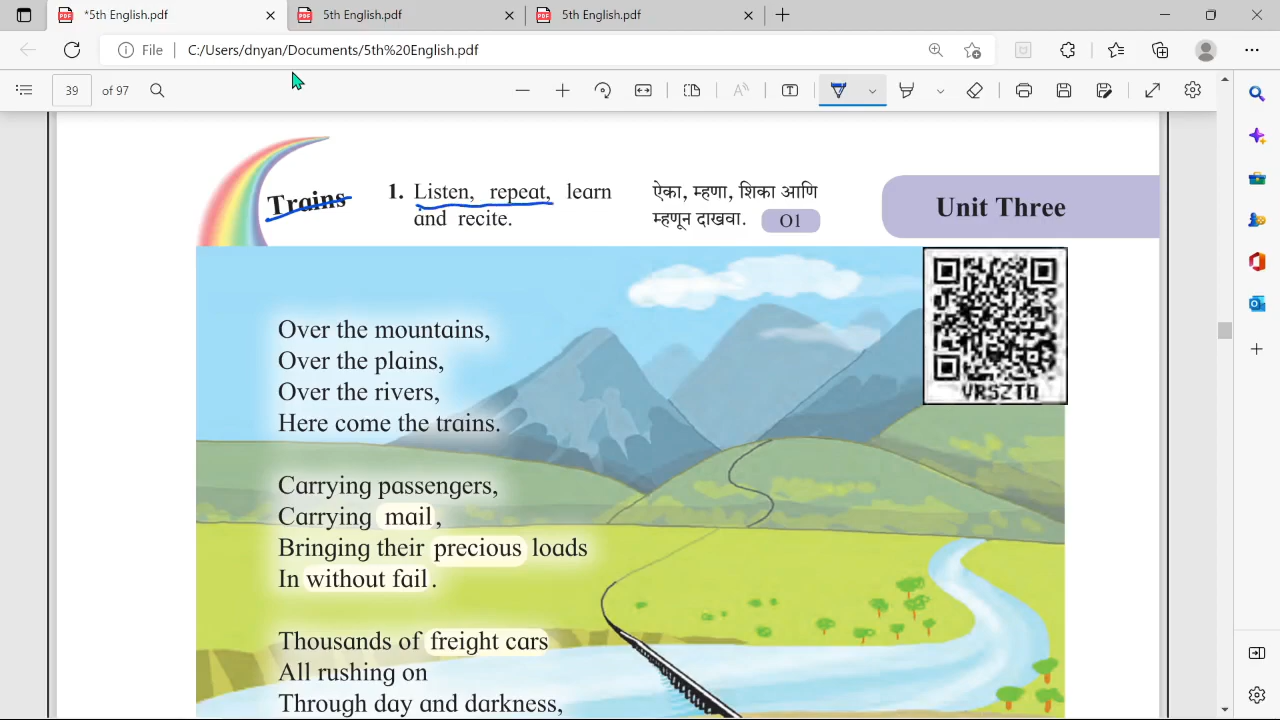 *5th English.pdf
5th English.pdf
5th English.pdf
File
C:/Users/dnyan/Documents/5th%20English.pdf
39 of 97
Trains
1. Listen, repeat, learn
and recite.
ऐका, म्हणा, शिका आणि
म्हणून दाखवा. O1
Unit Three
VRSZTD
Over the mountains,
Over the plains,
Over the rivers,
Here come the trains.
Carrying passengers,
Carrying mail,
Bringing their precious loads
In without fail.
Thousands of freight cars
All rushing on
Through day and darkness,